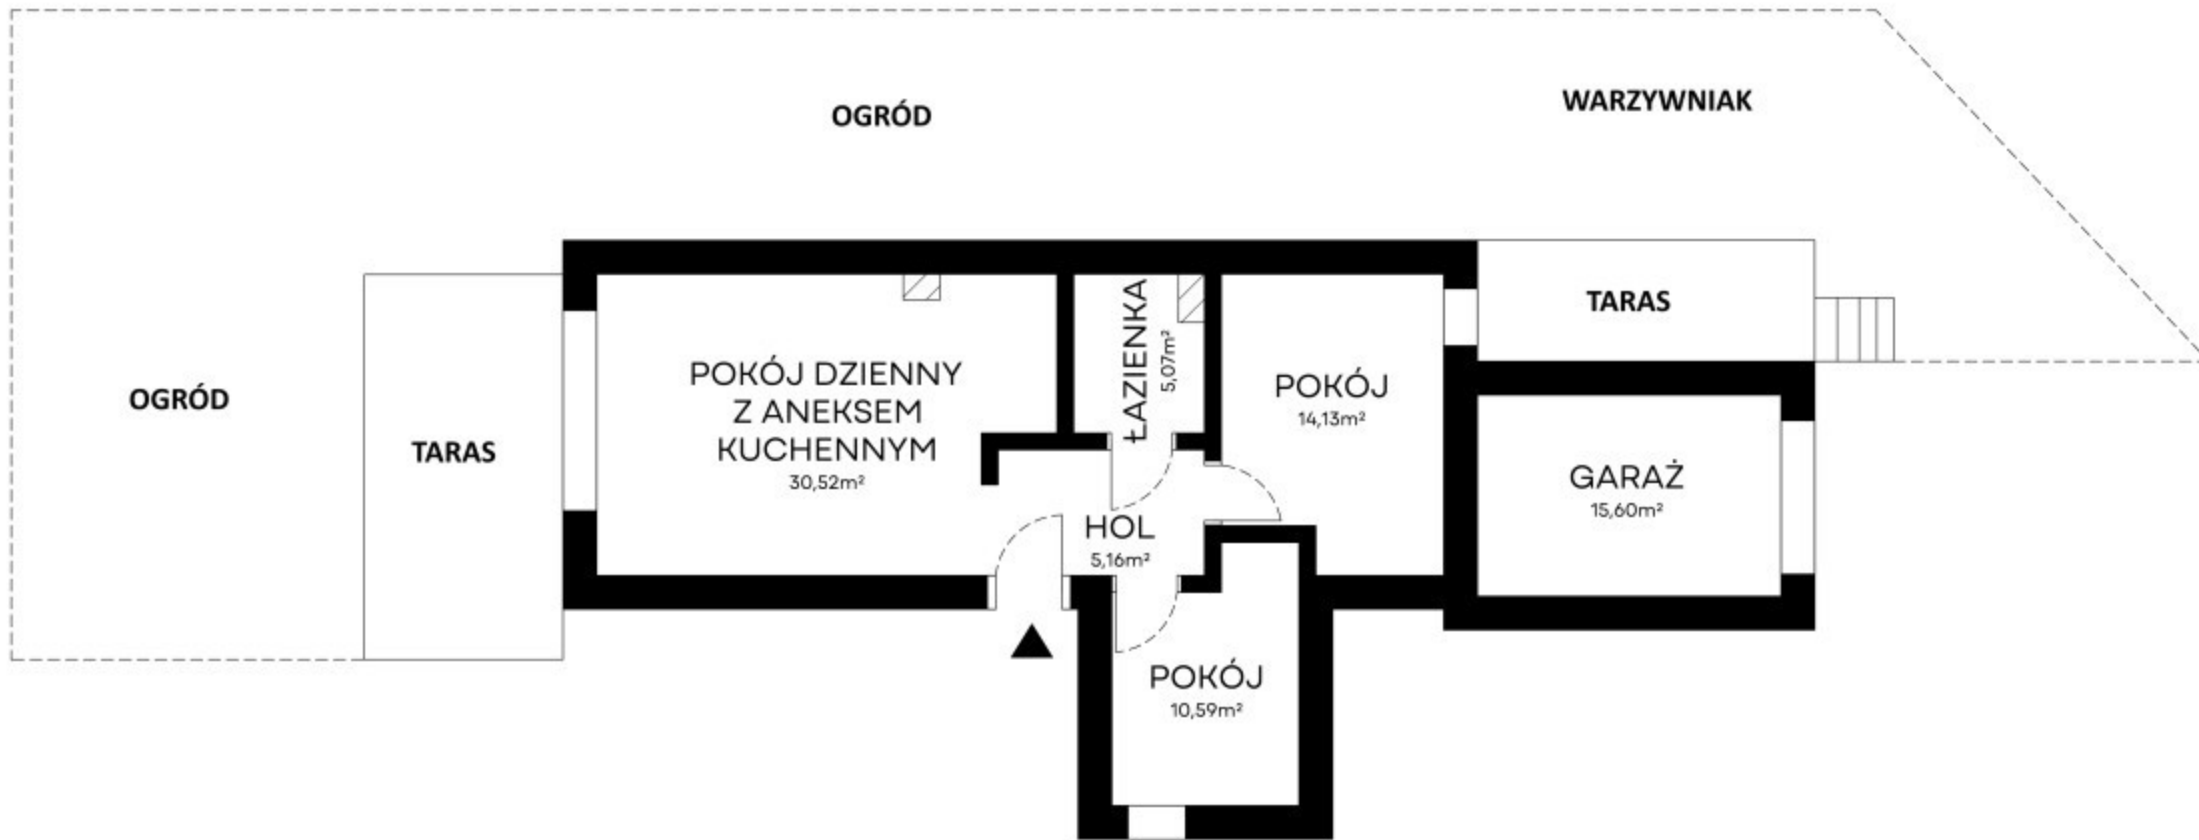 OGRÓD
WARZYWNIAK
OGRÓD
TARAS
POKÓJ DZIENNY
Z ANEKSEM
KUCHENNYM
30,52m²
ŁAZIENKA
5,07m²
HOL
5,16m²
POKÓJ
14,13m²
TARAS
GARAŻ
15,60m²
POKÓJ
10,59m²